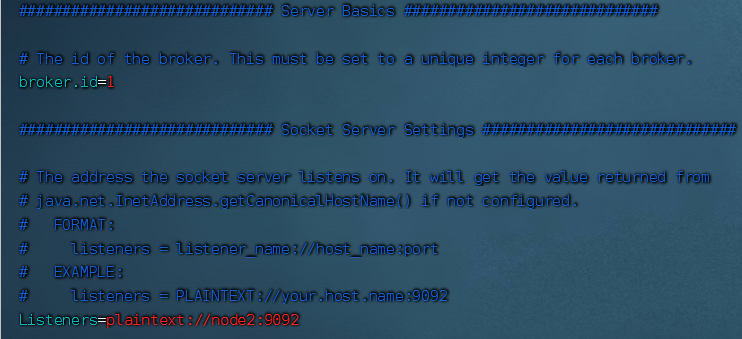 ############################# Server Basics #############################
# The id of the broker. This must be set to a unique integer for each broker.
broker.id=1
############################# Socket Server Settings #############################
# The address the socket server listens on. It will get the value returned from
# java.net.InetAddress.getCanonicalHostName() if not configured.
#   FORMAT:
#     listeners = listener_name://host_name:port
#   EXAMPLE:
#     listeners = PLAINTEXT://your.host.name:9092
Listeners=plaintext://node2:9092